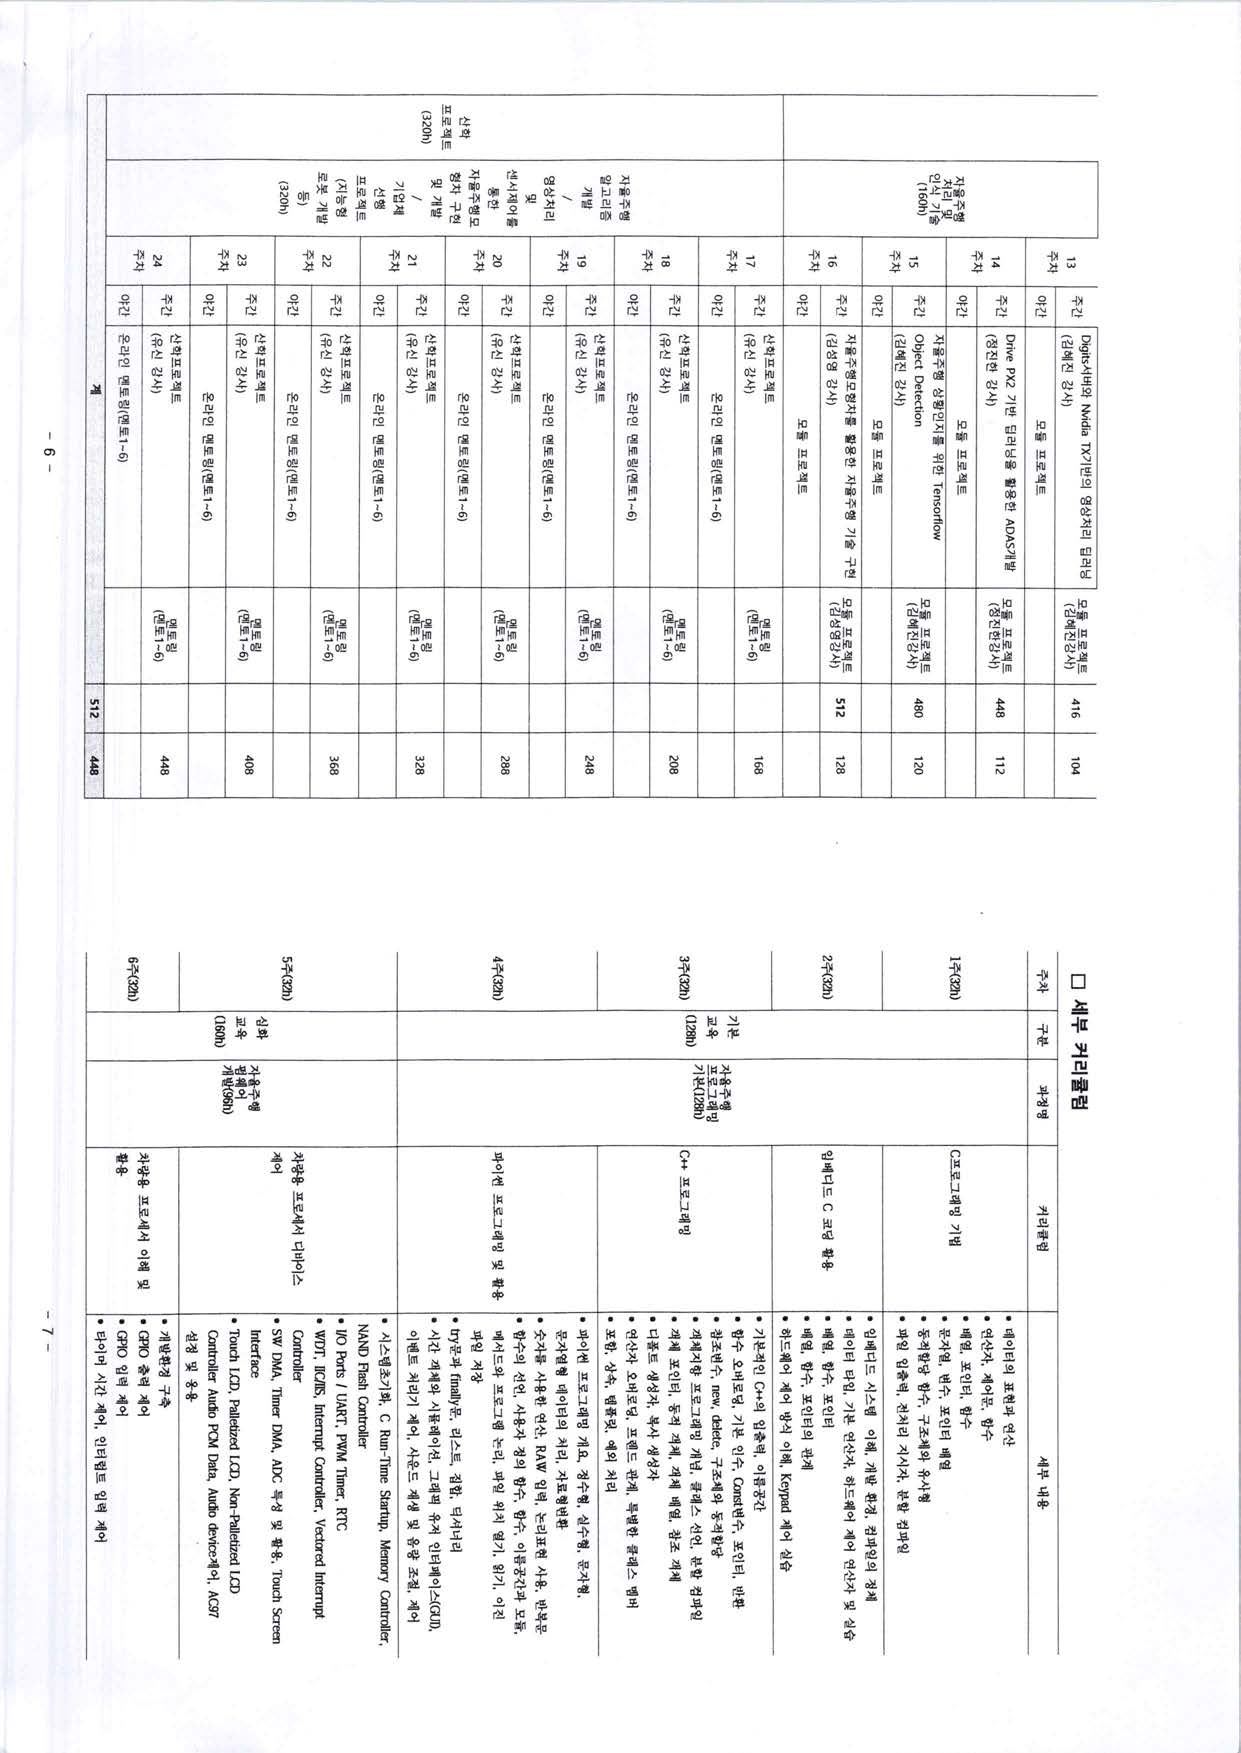 자율주행
처리 및
인식 기술
(160h)
13
주차
주간
Digits서버와 Nvidia TX기반의 영상처리 딥러닝
(김혜진 강사)
모듈 프로젝트
(김혜진강사)
416
104
야간
모듈 프로젝트
14
주차
주간
Drive PX2 기반 딥러닝을 활용한 ADAS개발
(정진한 강사)
모듈 프로젝트
(정진한강사)
448
112
야간
모듈 프로젝트
15
주차
주간
자율주행 상황인지를 위한 Tensorflow
Object Detection
(김혜진 강사)
모듈 프로젝트
(김혜진강사)
480
120
야간
모듈 프로젝트
16
주차
주간
자율주행모형차를 활용한 자율주행 기술 구현
(김성영 강사)
모듈 프로젝트
(김성영강사)
512
128
야간
모듈 프로젝트
산학
프로젝트
(320h)
자율주행
알고리즘
개발
/
영상처리
및
센서제어를
통한
자율주행모
형차 구현
및 개발
/
기업체
선행
프로젝트
(지능형
로봇 개발
등)
(320h)
17
주차
주간
산학프로젝트
(유신 강사)
멘토링
(멘토1~6)
168
야간
온라인 멘토링(멘토1~6)
18
주차
주간
산학프로젝트
(유신 강사)
멘토링
(멘토1~6)
208
야간
온라인 멘토링(멘토1~6)
19
주차
주간
산학프로젝트
(유신 강사)
멘토링
(멘토1~6)
248
야간
온라인 멘토링(멘토1~6)
20
주차
주간
산학프로젝트
(유신 강사)
멘토링
(멘토1~6)
288
야간
온라인 멘토링(멘토1~6)
21
주차
주간
산학프로젝트
(유신 강사)
멘토링
(멘토1~6)
328
야간
온라인 멘토링(멘토1~6)
22
주차
주간
산학프로젝트
(유신 강사)
멘토링
(멘토1~6)
368
야간
온라인 멘토링(멘토1~6)
23
주차
주간
산학프로젝트
(유신 강사)
멘토링
(멘토1~6)
408
야간
온라인 멘토링(멘토1~6)
24
주차
주간
산학프로젝트
(유신 강사)
멘토링
(멘토1~6)
448
야간
온라인 멘토링(멘토1~6)
계
512
448
- 6 -
□ 세부 커리큘럼
주차
구분
과정명
커리큘럼
세부 내용
1주(32h)
기본
교육
(128h)
자율주행
프로그래밍
기본(128h)
C프로그래밍 기법
• 데이터의 표현과 연산
• 연산자, 제어문, 함수
• 배열, 포인터, 함수
• 문자열, 변수, 포인터 배열
• 동적할당 함수, 구조체와 유사형
• 파일 입출력, 전처리 지시자, 분할 컴파일
2주(32h)
임베디드 C 코딩 활용
• 임베디드 시스템 이해, 개발 환경, 컴파일의 정체
• 데이터 타입, 기본 연산자, 하드웨어 제어 연산자 및 실습
• 배열, 함수, 포인터
• 배열, 함수, 포인터의 관계
• 하드웨어 제어 방식 이해, Keypad 제어 실습
3주(32h)
C++ 프로그래밍
• 기본적인 C++의 입출력, 이름공간
• 함수 오버로딩, 기본 인수, Const변수, 포인터, 반환
• 참조변수, new, delete, 구조체와 동적할당
• 객체지향 프로그래밍 개념, 클래스 선언, 분할 컴파일
• 객체 포인터, 동적 객체, 객체 배열, 참조 객체
• 디폴트 생성자, 복사 생성자
• 연산자 오버로딩, 프렌드 관계, 특별한 클래스 멤버
• 포함, 상속, 템플릿, 예외 처리
4주(32h)
파이썬 프로그래밍 및 활용
• 파이썬 프로그래밍 개요, 정수형, 실수형, 문자형,
문자열형 데이터의 처리, 자료형변환
• 숫자를 사용한 연산, RAW 입력, 논리표현 사용, 반복문
• 함수의 선언, 사용자 정의 함수, 함수, 이름공간과 모듈,
메서드와 프로그램 논리, 파일 위치 열기, 읽기, 이진
파일 저장
• try문과 finally문, 리스트, 집합, 딕셔너리
• 시간 객체와 시뮬레이션, 그래픽 유저 인터페이스(GUI),
이벤트 처리기 제어, 사운드 재생 및 음량 조절, 제어
5주(32h)
심화
교육
(160h)
자율주행
펌웨어
개발(96h)
차량용 프로세서 디바이스
제어
• 시스템초기화, C Run-Time Startup, Memory Controller,
NAND Flash Controller
• I/O Ports / UART, PWM Timer, RTC
• WDT, IIC/IIS, Interrupt Controller, Vectored Interrupt
Controller
• SW DMA, Timer DMA, ADC 특성 및 활용, Touch Screen
Interface
• Touch LCD, Palletized LCD, Non-Palletized LCD
Controller Audio PCM Data, Audio device제어, AC97
설정 및 응용
6주(32h)
차량용 프로세서 이해 및
활용
• 개발환경 구축
• GPIO 출력 제어
• GPIO 입력 제어
• 타이머 시간 제어, 인터럽트 입력 제어
- 7 -